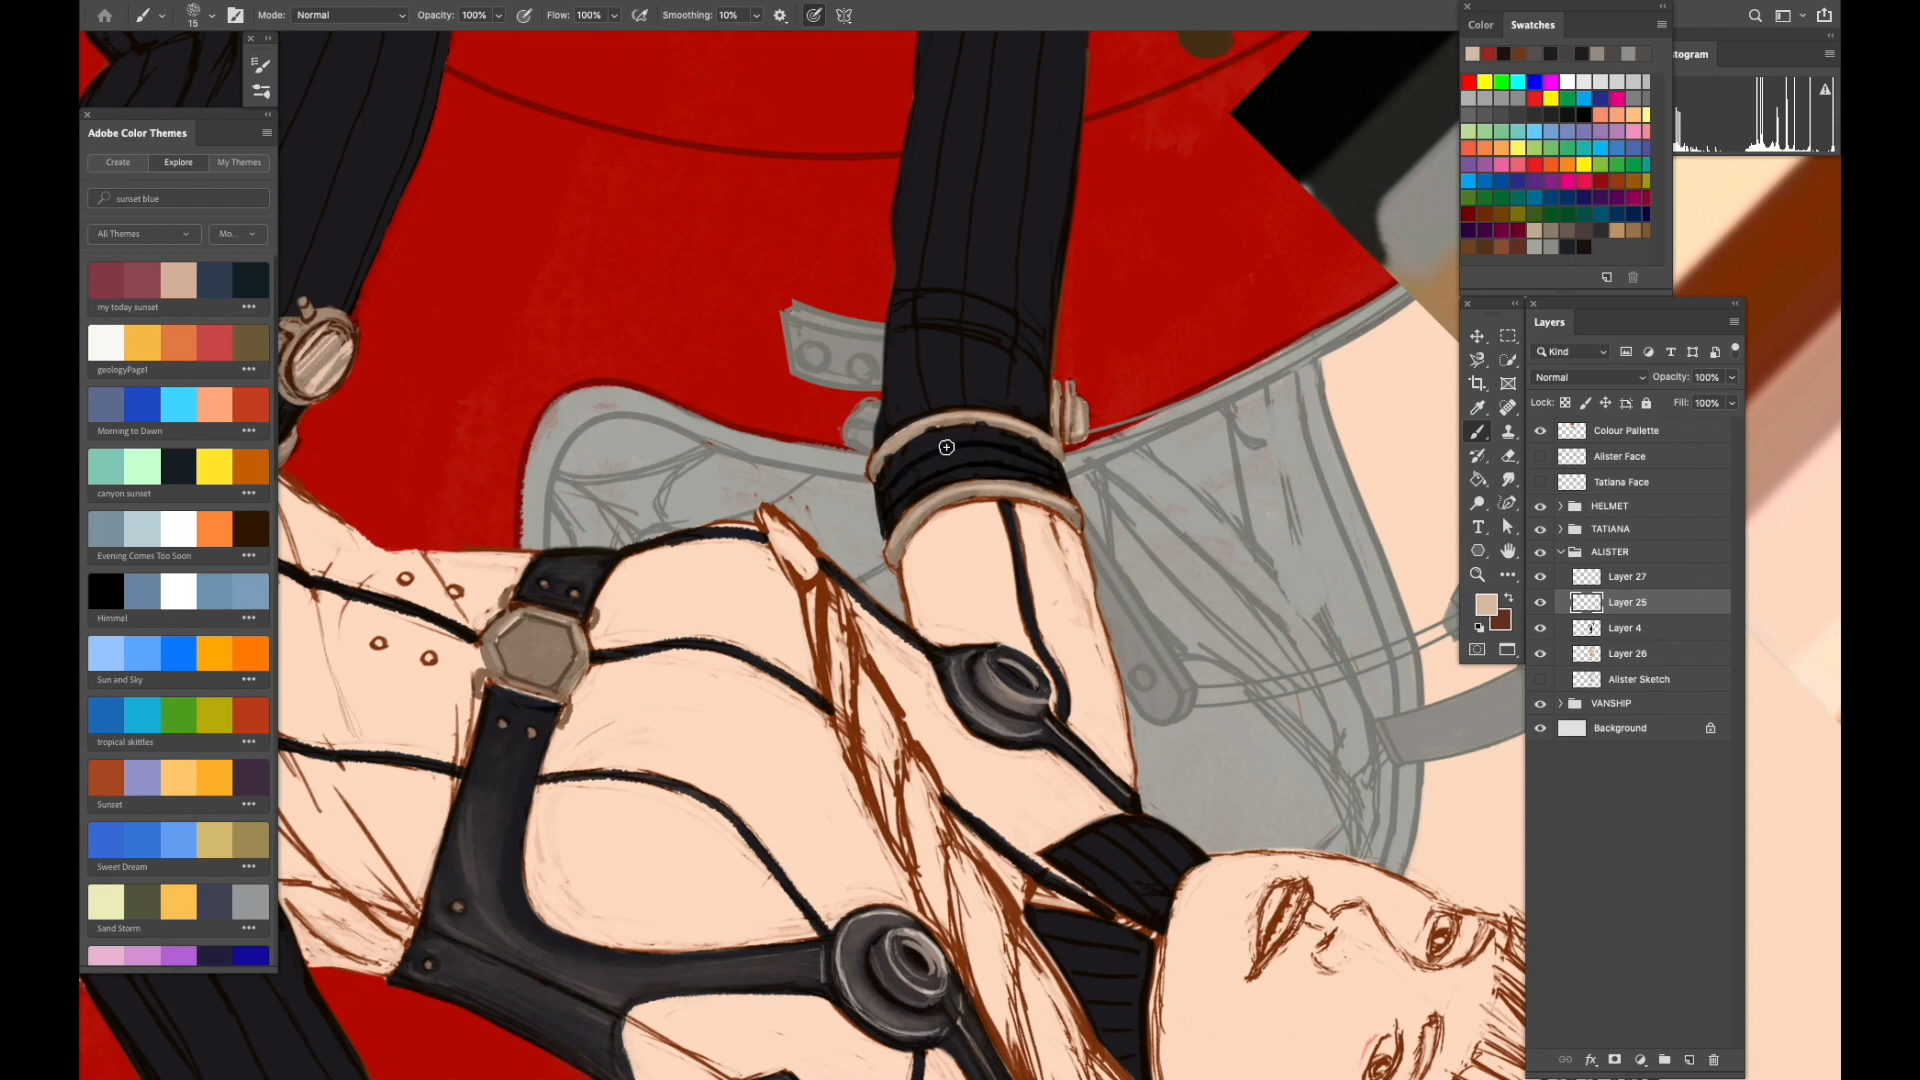 15
Mode: Normal
Opacity: 100%
Flow: 100%
Smoothing: 10%
Color
Swatches
stogram
Adobe Color Themes
Create
Explore
My Themes
sunset blue
All Themes
Mo...
my today sunset
geologyPage1
Morning to Dawn
canyon sunset
Evening Comes Too Soon
Himmel
Sun and Sky
tropical skittles
Sunset
Sweet Dream
Sand Storm
Layers
Kind
Normal
Opacity: 100%
Lock:
Fill: 100%
Colour Pallette
Alister Face
Tatiana Face
HELMET
TATIANA
ALISTER
Layer 27
Layer 25
Layer 4
Layer 26
Alister Sketch
VANSHIP
Background